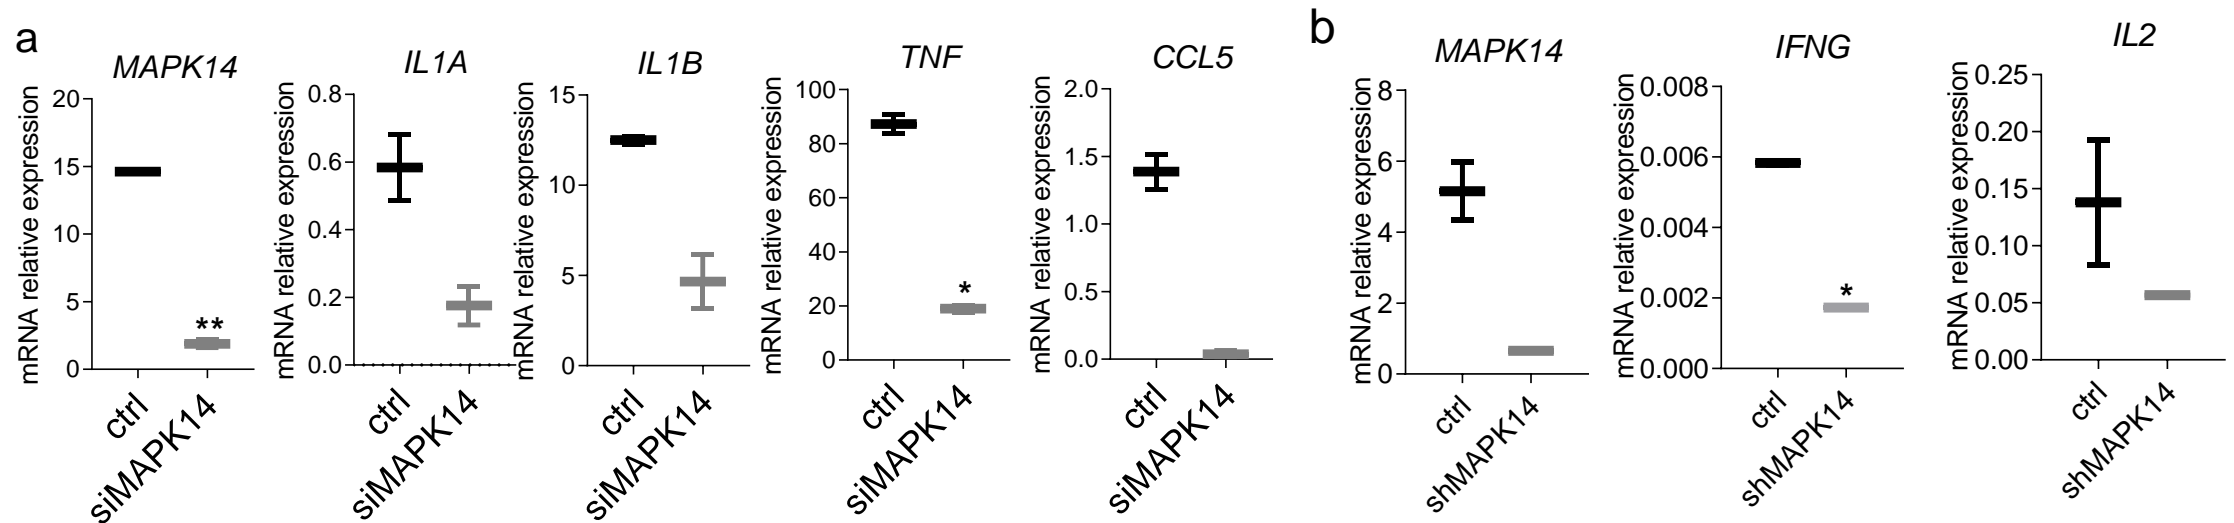 a
MAPK14
mRNA relative expression
20
15
10
5
0
**
ctrl
siMAPK14
IL1A
mRNA relative expression
0.8
0.6
0.4
0.2
0.0
ctrl
siMAPK14
IL1B
mRNA relative expression
15
10
5
0
ctrl
siMAPK14
TNF
mRNA relative expression
100
80
60
40
20
0
*
ctrl
siMAPK14
CCL5
mRNA relative expression
2.0
1.5
1.0
0.5
0.0
ctrl
siMAPK14
b
MAPK14
mRNA relative expression
8
6
4
2
0
ctrl
shMAPK14
IFNG
mRNA relative expression
0.008
0.006
0.004
0.002
0.000
*
ctrl
shMAPK14
IL2
mRNA relative expression
0.25
0.20
0.15
0.10
0.05
0.00
ctrl
shMAPK14